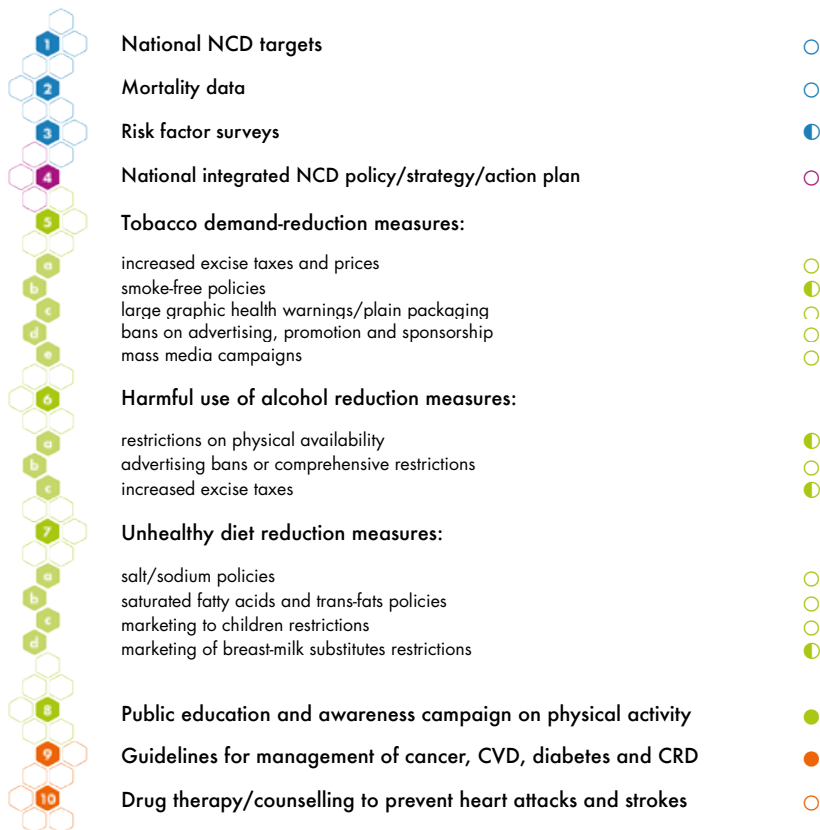 1 National NCD targets
2 Mortality data
3 Risk factor surveys
4 National integrated NCD policy/strategy/action plan
5 Tobacco demand-reduction measures:
a increased excise taxes and prices
b smoke-free policies
c large graphic health warnings/plain packaging
d bans on advertising, promotion and sponsorship
e mass media campaigns
6 Harmful use of alcohol reduction measures:
a restrictions on physical availability
b advertising bans or comprehensive restrictions
c increased excise taxes
7 Unhealthy diet reduction measures:
a salt/sodium policies
b saturated fatty acids and trans-fats policies
c marketing to children restrictions
d marketing of breast-milk substitutes restrictions
8 Public education and awareness campaign on physical activity
9 Guidelines for management of cancer, CVD, diabetes and CRD
10 Drug therapy/counselling to prevent heart attacks and strokes